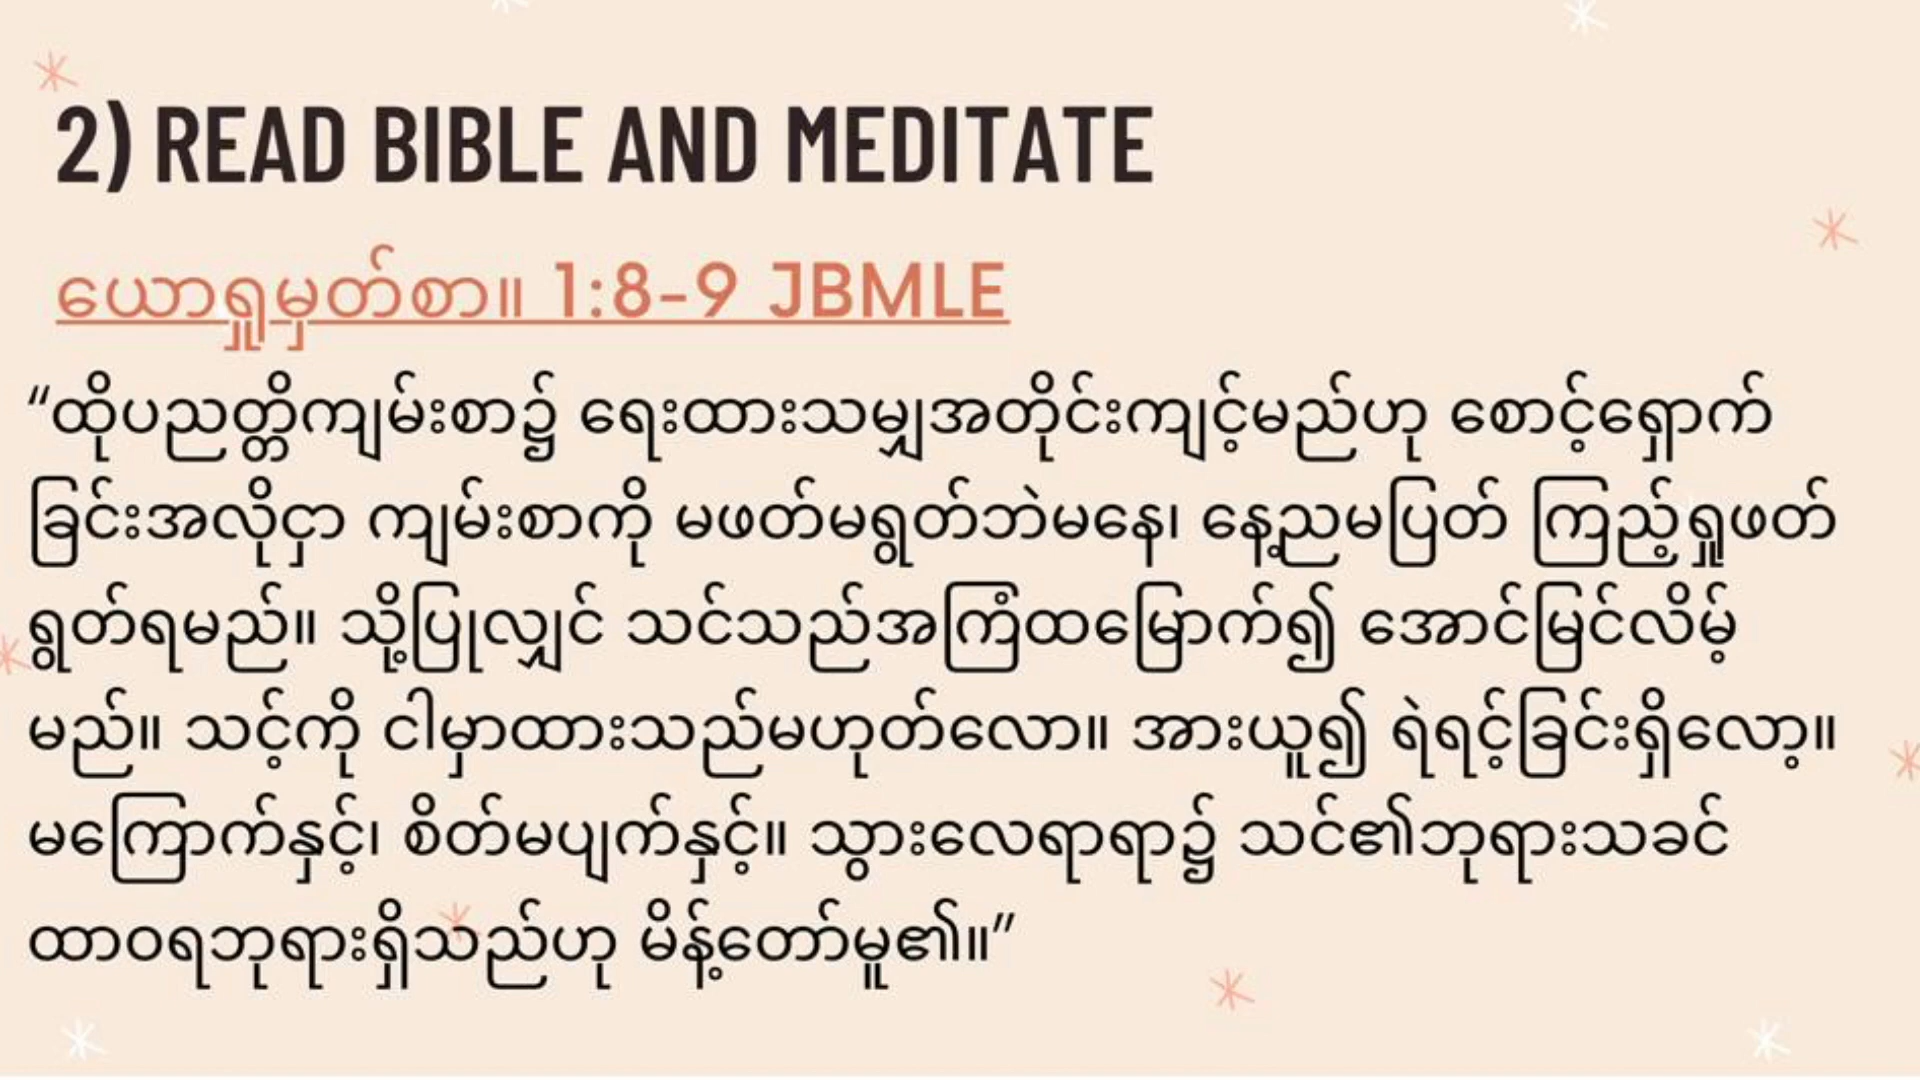 2) READ BIBLE AND MEDITATE
ယောရှုမှတ်စာ။ 1:8-9 JBMLE
“ထိုပညတ္တိကျမ်းစာ၌ ရေးထားသမျှအတိုင်းကျင့်မည်ဟု စောင့်ရှောက်
ခြင်းအလိုငှာ ကျမ်းစာကို မဖတ်မရွတ်ဘဲမနေ၊ နေ့ညမပြတ် ကြည့်ရှုဖတ်
ရွတ်ရမည်။ သို့ပြုလျှင် သင်သည်အကြံထမြောက်၍ အောင်မြင်လိမ့်
မည်။ သင့်ကို ငါမှာထားသည်မဟုတ်လော။ အားယူ၍ ရဲရင့်ခြင်းရှိလော့။
မကြောက်နှင့်၊ စိတ်မပျက်နှင့်။ သွားလေရာရာ၌ သင်၏ဘုရားသခင်
ထာဝရဘုရားရှိသည်ဟု မိန့်တော်မူ၏။”